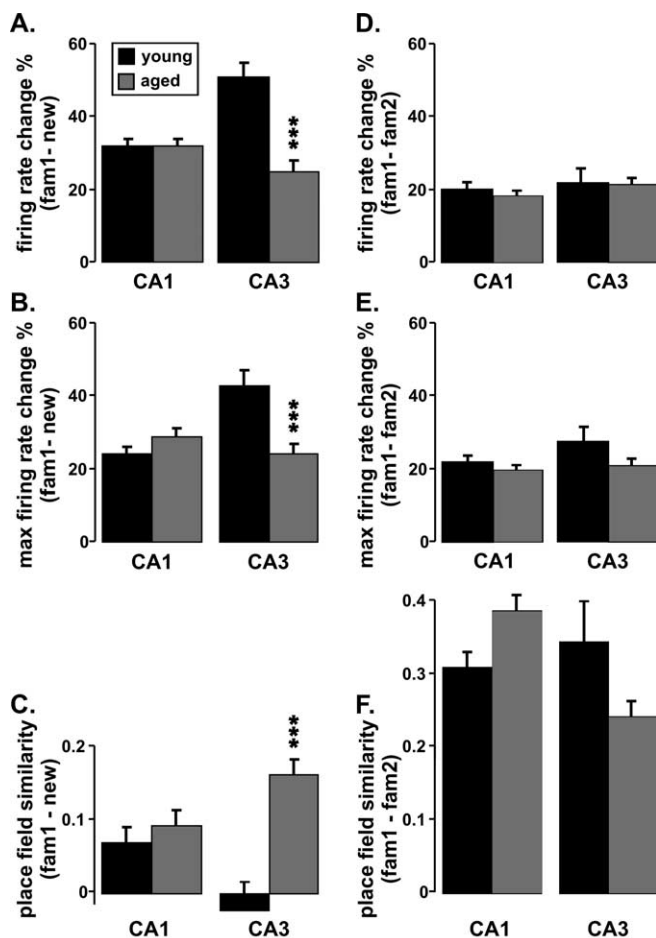 A.
firing rate change %
(fam1- new)
60
40
20
0
young
aged
***
CA1
CA3
D.
firing rate change %
(fam1- fam2)
60
40
20
0
CA1
CA3
B.
max firing rate change %
(fam1- new)
60
40
20
0
***
CA1
CA3
E.
max firing rate change %
(fam1- fam2)
60
40
20
0
CA1
CA3
C.
place field similarity
(fam1 - new)
0.2
0.1
0
***
CA1
CA3
F.
place field similarity
(fam1 - fam2)
0.4
0.3
0.2
0.1
0
CA1
CA3